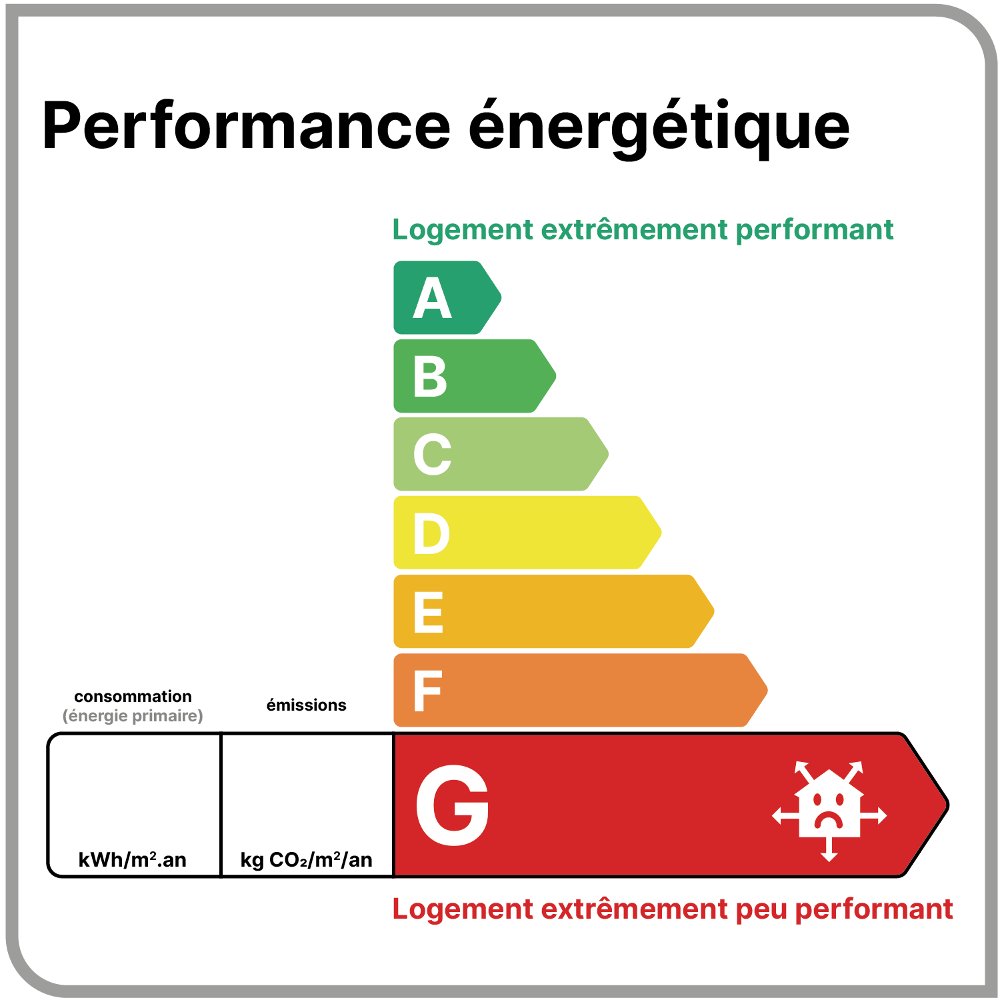 Performance énergétique
Logement extrêmement performant
A
B
C
D
E
F
consommation
(énergie primaire)
émissions
G
kWh/m².an
kg CO₂/m²/an
Logement extrêmement peu performant